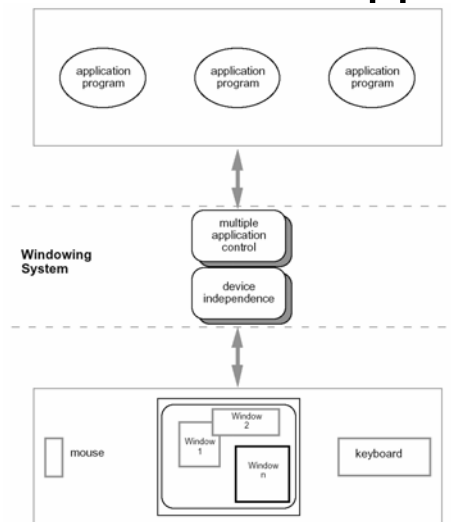 application
program
application
program
application
program
Windowing
System
multiple
application
control
device
independence
mouse
Window
1
Window
2
Window
n
keyboard